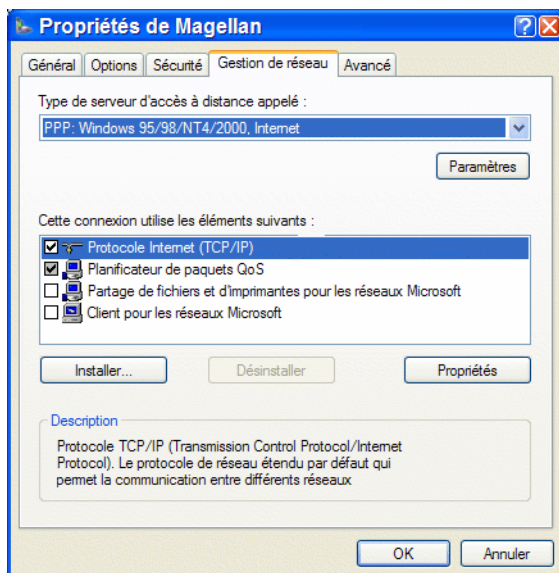 Propriétés de Magellan
Général Options Sécurité Gestion de réseau Avancé
Type de serveur d'accès à distance appelé :
PPP: Windows 95/98/NT4/2000, Internet
Paramètres
Cette connexion utilise les éléments suivants :
Protocole Internet (TCP/IP)
Planificateur de paquets QoS
Partage de fichiers et d'imprimantes pour les réseaux Microsoft
Client pour les réseaux Microsoft
Installer... Désinstaller Propriétés
Description
Protocole TCP/IP (Transmission Control Protocol/Internet
Protocol). Le protocole de réseau étendu par défaut qui
permet la communication entre différents réseaux
OK Annuler